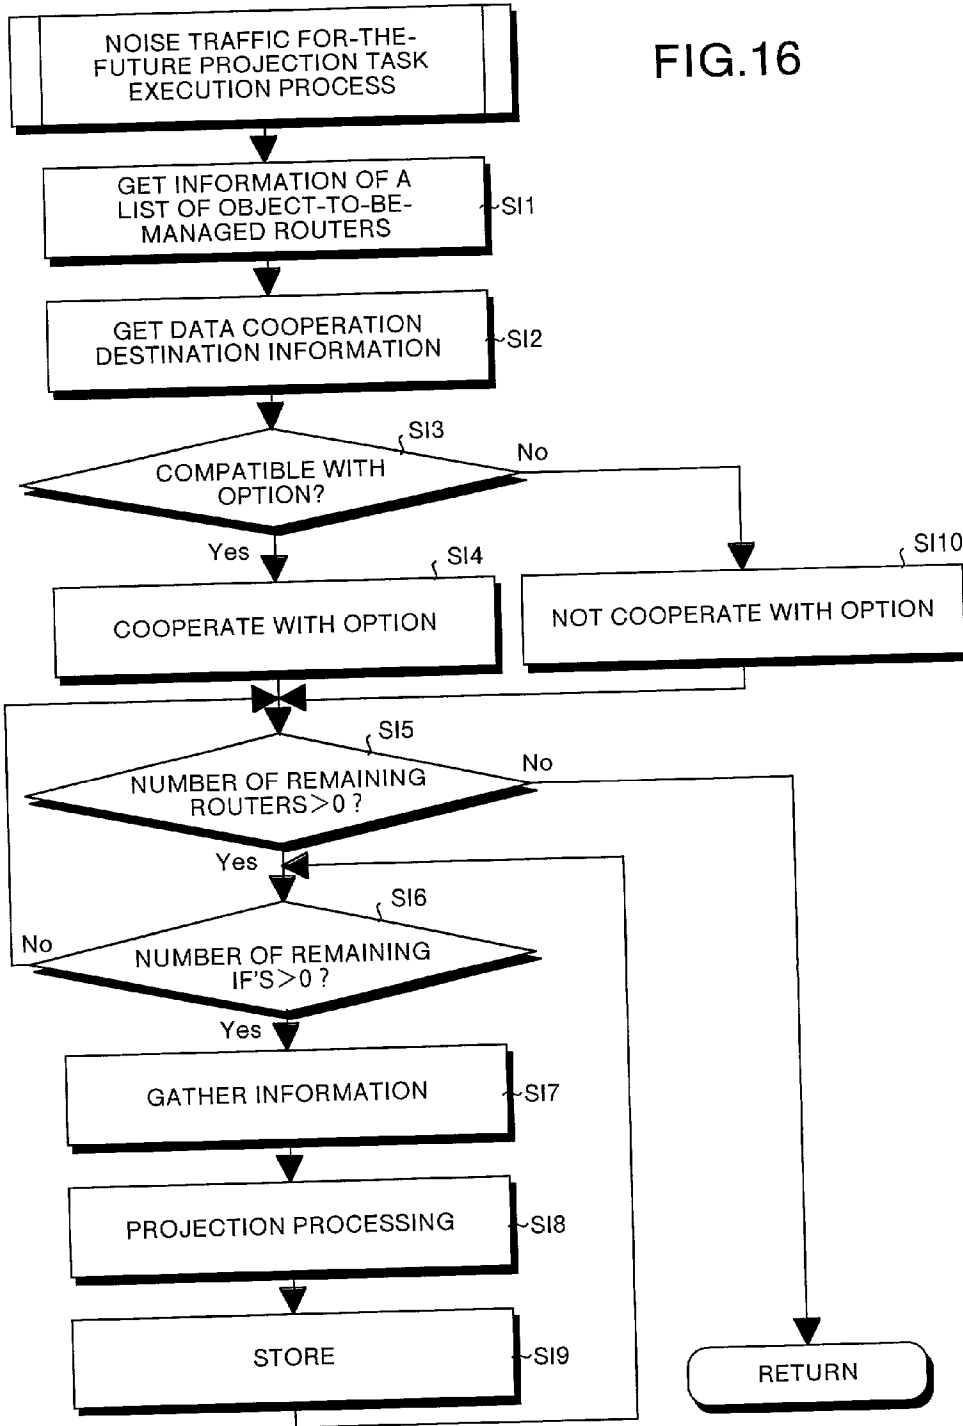 FIG.16
NOISE TRAFFIC FOR-THE-
FUTURE PROJECTION TASK
EXECUTION PROCESS
GET INFORMATION OF A
LIST OF OBJECT-TO-BE-
MANAGED ROUTERS
SI1
GET DATA COOPERATION
DESTINATION INFORMATION
SI2
SI3
COMPATIBLE WITH
OPTION?
No
Yes
SI4
COOPERATE WITH OPTION
SI10
NOT COOPERATE WITH OPTION
SI5
NUMBER OF REMAINING
ROUTERS>0 ?
No
Yes
SI6
NUMBER OF REMAINING
IF'S>0 ?
No
Yes
GATHER INFORMATION
SI7
PROJECTION PROCESSING
SI8
STORE
SI9
RETURN